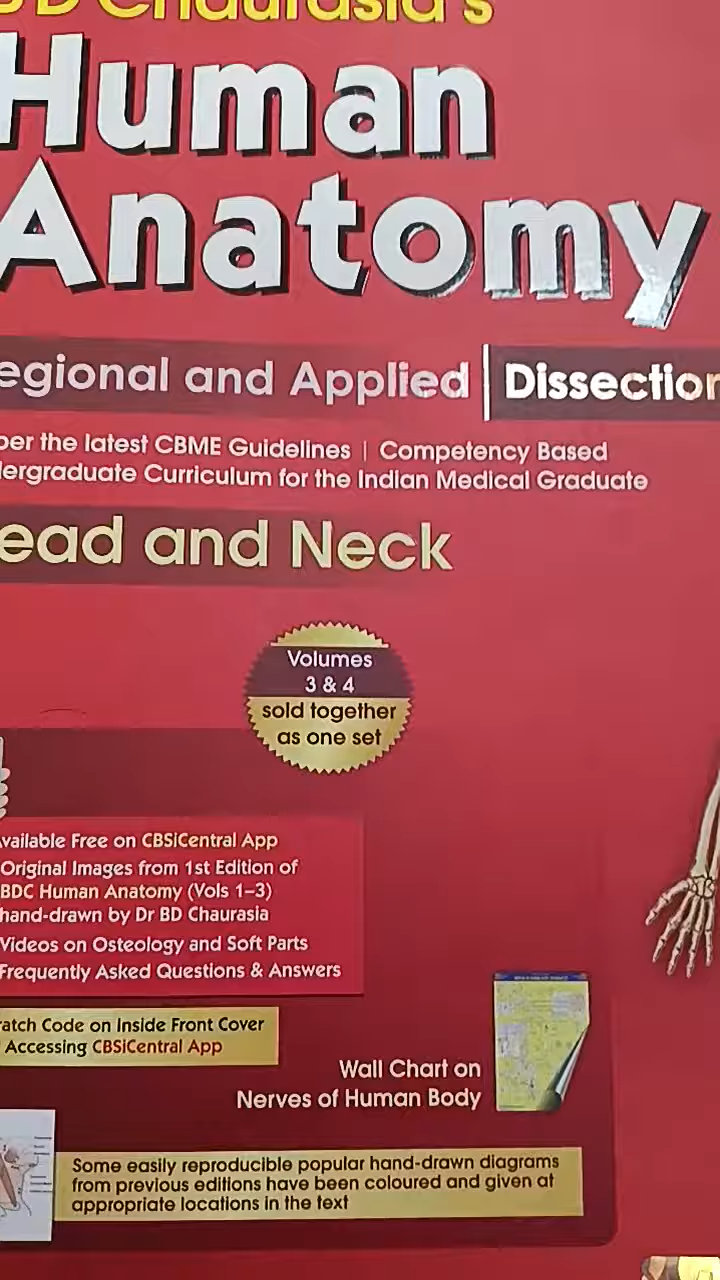 BD Chaurasia's
Human
Anatomy
egional and Applied | Dissection
per the latest CBME Guidelines | Competency Based
dergraduate Curriculum for the Indian Medical Graduate
ead and Neck
Volumes
3 & 4
sold together
as one set
Available Free on CBSiCentral App
Original Images from 1st Edition of
BDC Human Anatomy (Vols 1–3)
hand-drawn by Dr BD Chaurasia
Videos on Osteology and Soft Parts
Frequently Asked Questions & Answers
ratch Code on Inside Front Cover
Accessing CBSiCentral App
Wall Chart on
Nerves of Human Body
Some easily reproducible popular hand-drawn diagrams
from previous editions have been coloured and given at
appropriate locations in the text